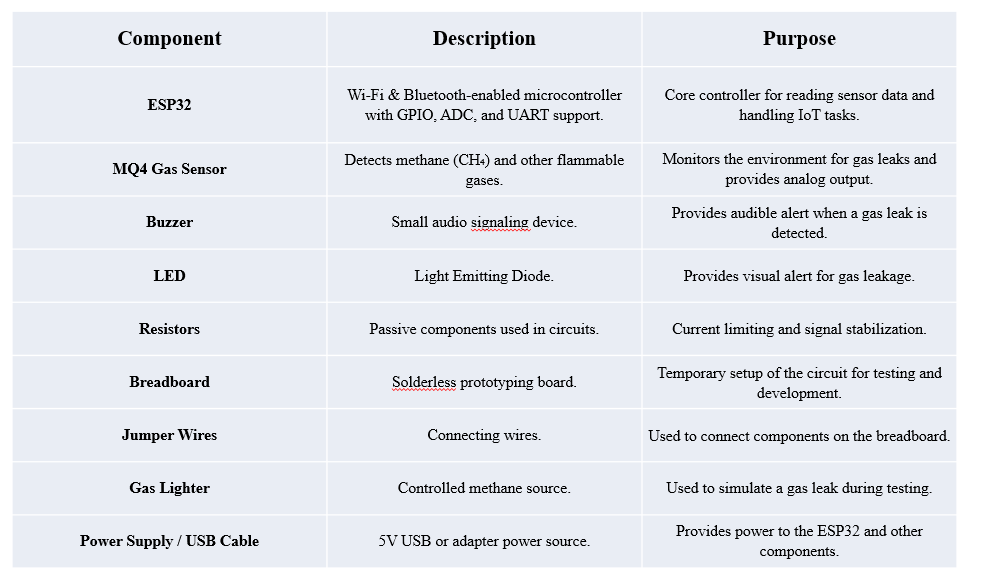 Component Description Purpose
ESP32
Wi-Fi & Bluetooth-enabled microcontroller
with GPIO, ADC, and UART support.
Core controller for reading sensor data and
handling IoT tasks.
MQ4 Gas Sensor
Detects methane (CH₄) and other flammable
gases.
Monitors the environment for gas leaks and
provides analog output.
Buzzer
Small audio signaling device.
Provides audible alert when a gas leak is
detected.
LED
Light Emitting Diode.
Provides visual alert for gas leakage.
Resistors
Passive components used in circuits.
Current limiting and signal stabilization.
Breadboard
Solderless prototyping board.
Temporary setup of the circuit for testing and
development.
Jumper Wires
Connecting wires.
Used to connect components on the breadboard.
Gas Lighter
Controlled methane source.
Used to simulate a gas leak during testing.
Power Supply / USB Cable
5V USB or adapter power source.
Provides power to the ESP32 and other
components.